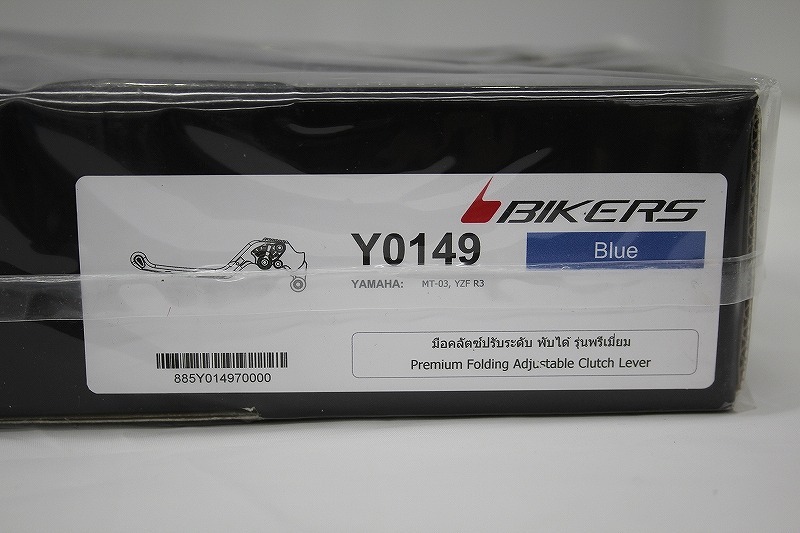 BIKERS
Y0149
Blue
YAMAHA: MT-03, YZF R3
มือคลัตช์ปรับระดับ พับได้ รุ่นพรีเมี่ยม
Premium Folding Adjustable Clutch Lever
885Y014970000